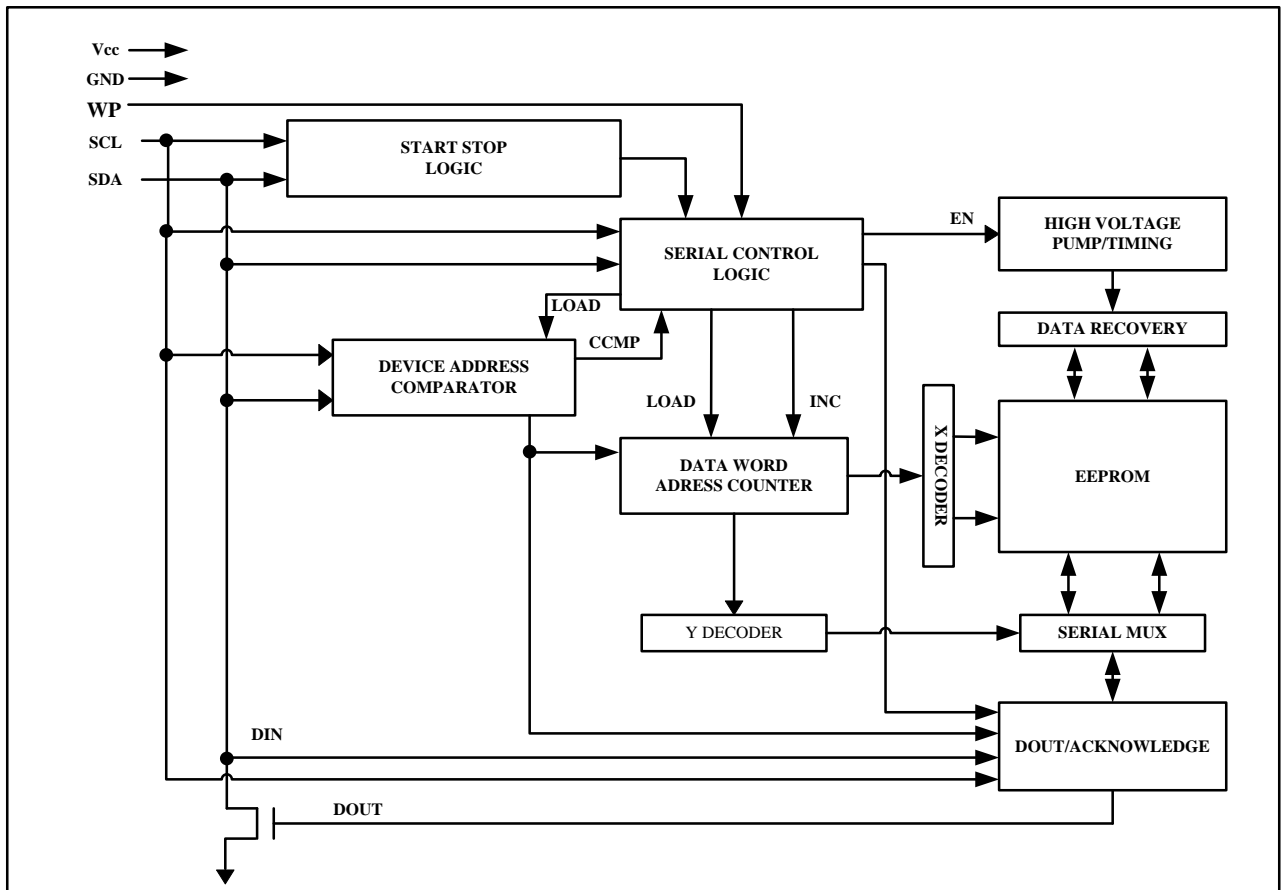 Vcc
GND
WP
SCL
SDA
START STOP
LOGIC
EN
HIGH VOLTAGE
PUMP/TIMING
SERIAL CONTROL
LOGIC
LOAD
CCMP
DATA RECOVERY
DEVICE ADDRESS
COMPARATOR
LOAD
INC
X DECODER
DATA WORD
ADRESS COUNTER
EEPROM
Y DECODER
SERIAL MUX
DIN
DOUT/ACKNOWLEDGE
DOUT